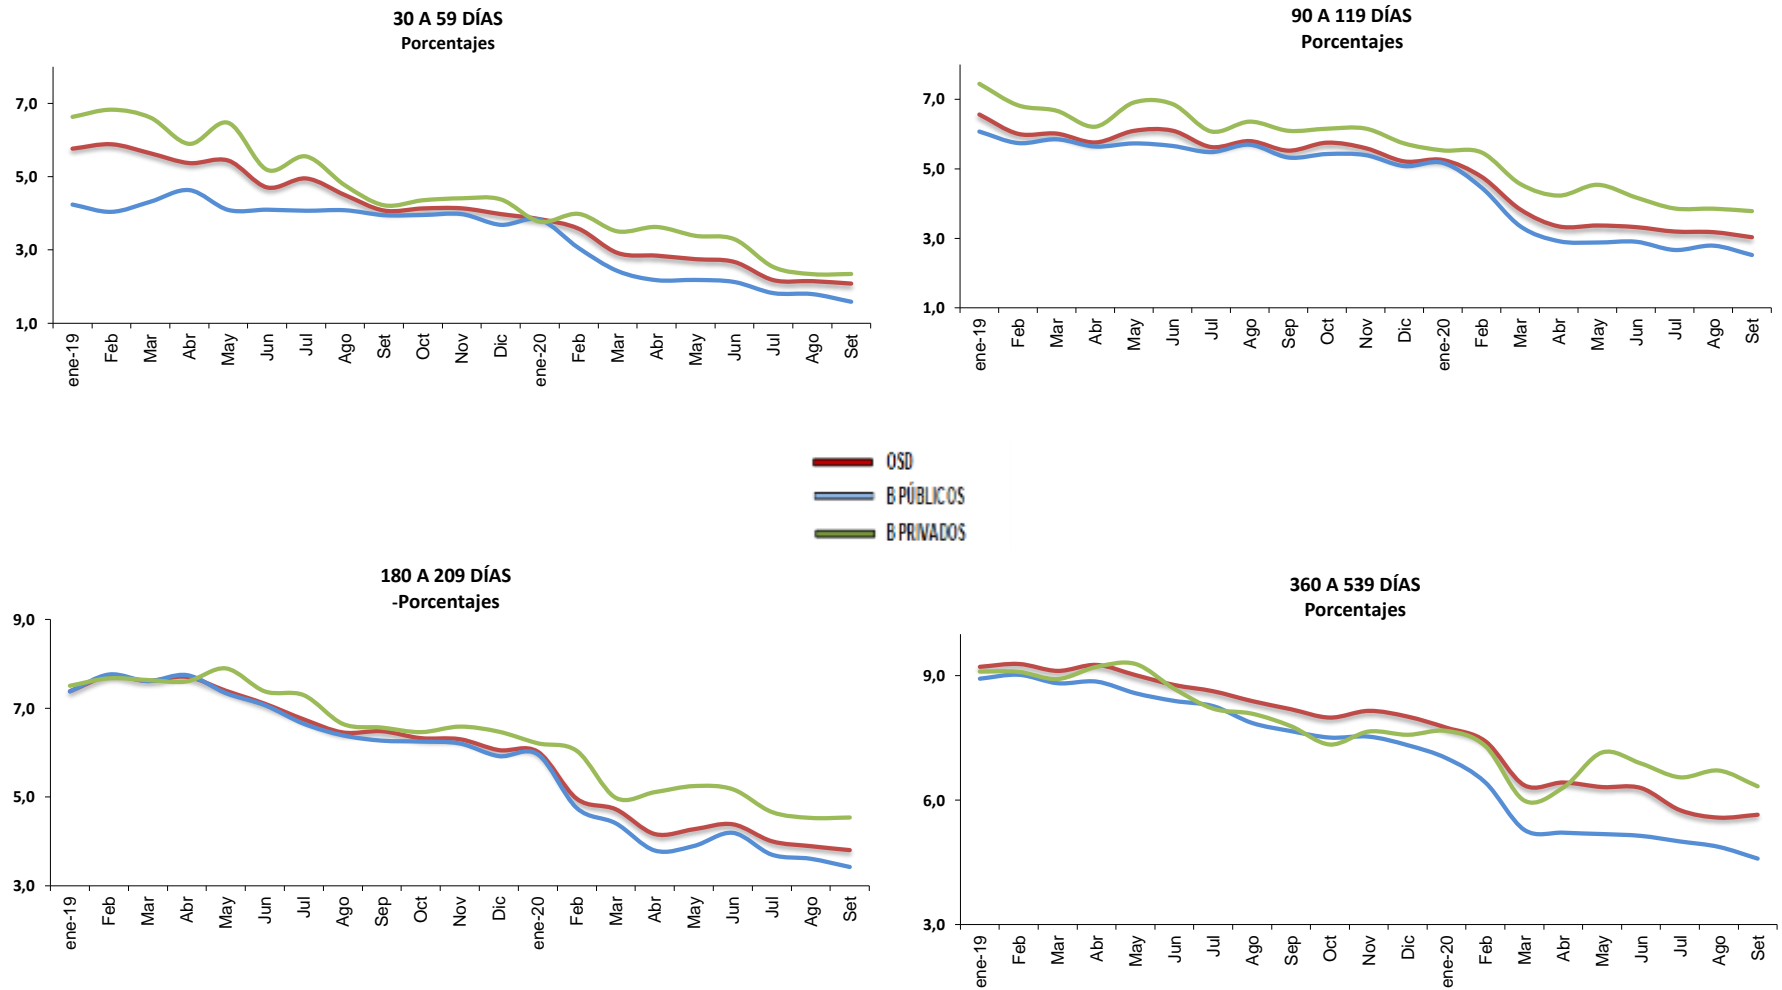 30 A 59 DÍAS
Porcentajes
7,0
5,0
3,0
1,0
ene-19
Feb
Mar
Abr
May
Jun
Jul
Ago
Set
Oct
Nov
Dic
ene-20
Feb
Mar
Abr
May
Jun
Jul
Ago
Set
90 A 119 DÍAS
Porcentajes
7,0
5,0
3,0
1,0
ene-19
Feb
Mar
Abr
May
Jun
Jul
Ago
Sep
Oct
Nov
Dic
ene-20
Feb
Mar
Abr
May
Jun
Jul
Ago
Set
OSD
B PÚBLICOS
B PRIVADOS
180 A 209 DÍAS
-Porcentajes
9,0
7,0
5,0
3,0
ene-19
Feb
Mar
Abr
May
Jun
Jul
Ago
Sep
Oct
Nov
Dic
ene-20
Feb
Mar
Abr
May
Jun
Jul
Ago
Set
360 A 539 DÍAS
Porcentajes
9,0
6,0
3,0
ene-19
Feb
Mar
Abr
May
Jun
Jul
Ago
Sep
Oct
Nov
Dic
ene-20
Feb
Mar
Abr
May
Jun
Jul
Ago
Set